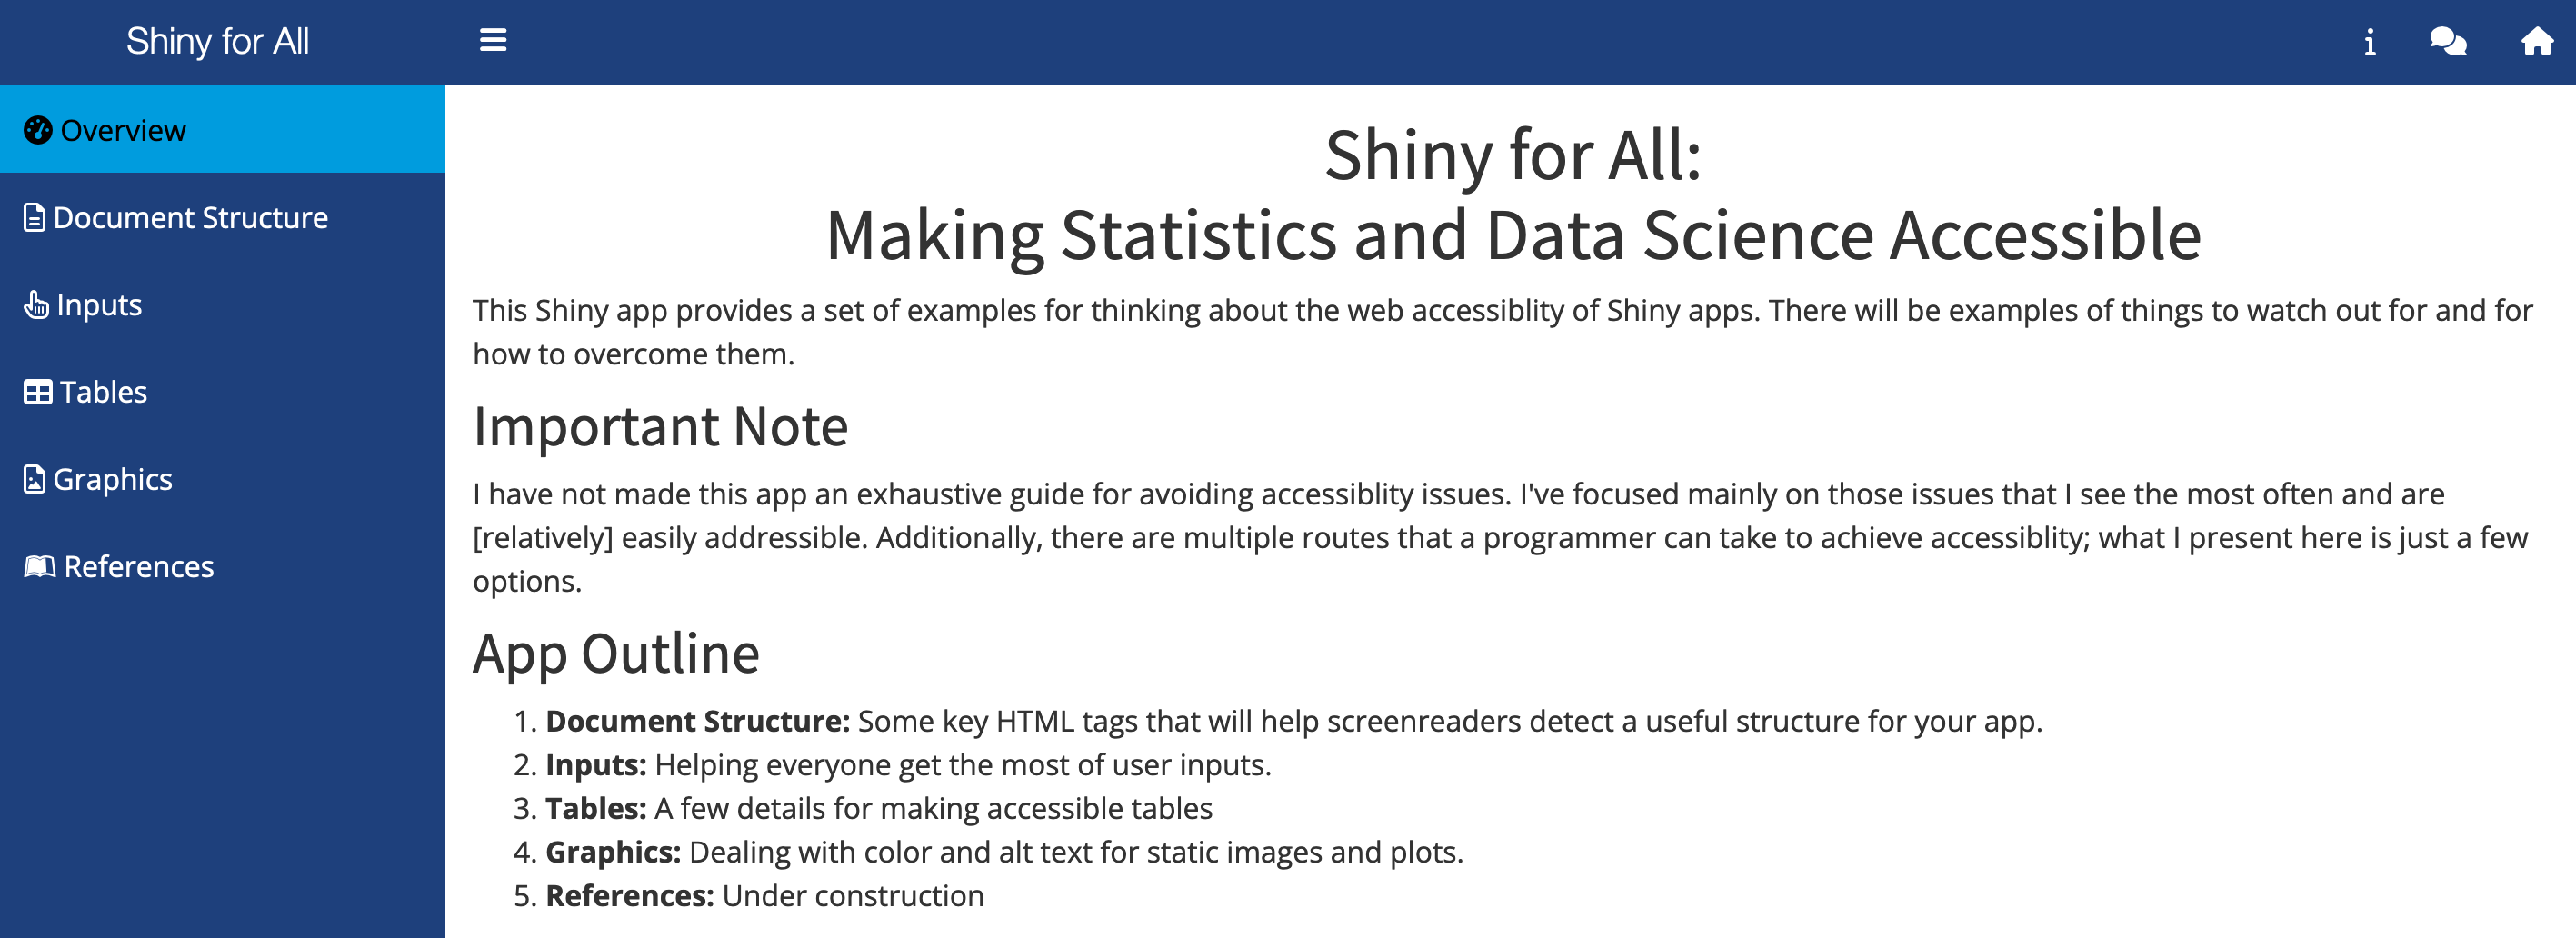 Shiny for All
Overview
Document Structure
Inputs
Tables
Graphics
References
Shiny for All:
Making Statistics and Data Science Accessible
This Shiny app provides a set of examples for thinking about the web accessiblity of Shiny apps. There will be examples of things to watch out for and for
how to overcome them.
Important Note
I have not made this app an exhaustive guide for avoiding accessiblity issues. I've focused mainly on those issues that I see the most often and are
[relatively] easily addressible. Additionally, there are multiple routes that a programmer can take to achieve accessiblity; what I present here is just a few
options.
App Outline
1. Document Structure: Some key HTML tags that will help screenreaders detect a useful structure for your app.
2. Inputs: Helping everyone get the most of user inputs.
3. Tables: A few details for making accessible tables
4. Graphics: Dealing with color and alt text for static images and plots.
5. References: Under construction